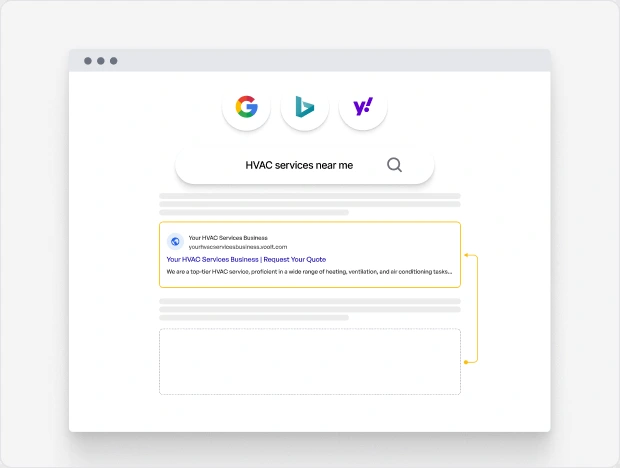 HVAC services near me
Your HVAC Services Business
yourhvacservicesbusiness.voolt.com
Your HVAC Services Business | Request Your Quote
We are a top-tier HVAC service, proficient in a wide range of heating, ventilation, and air conditioning tasks...